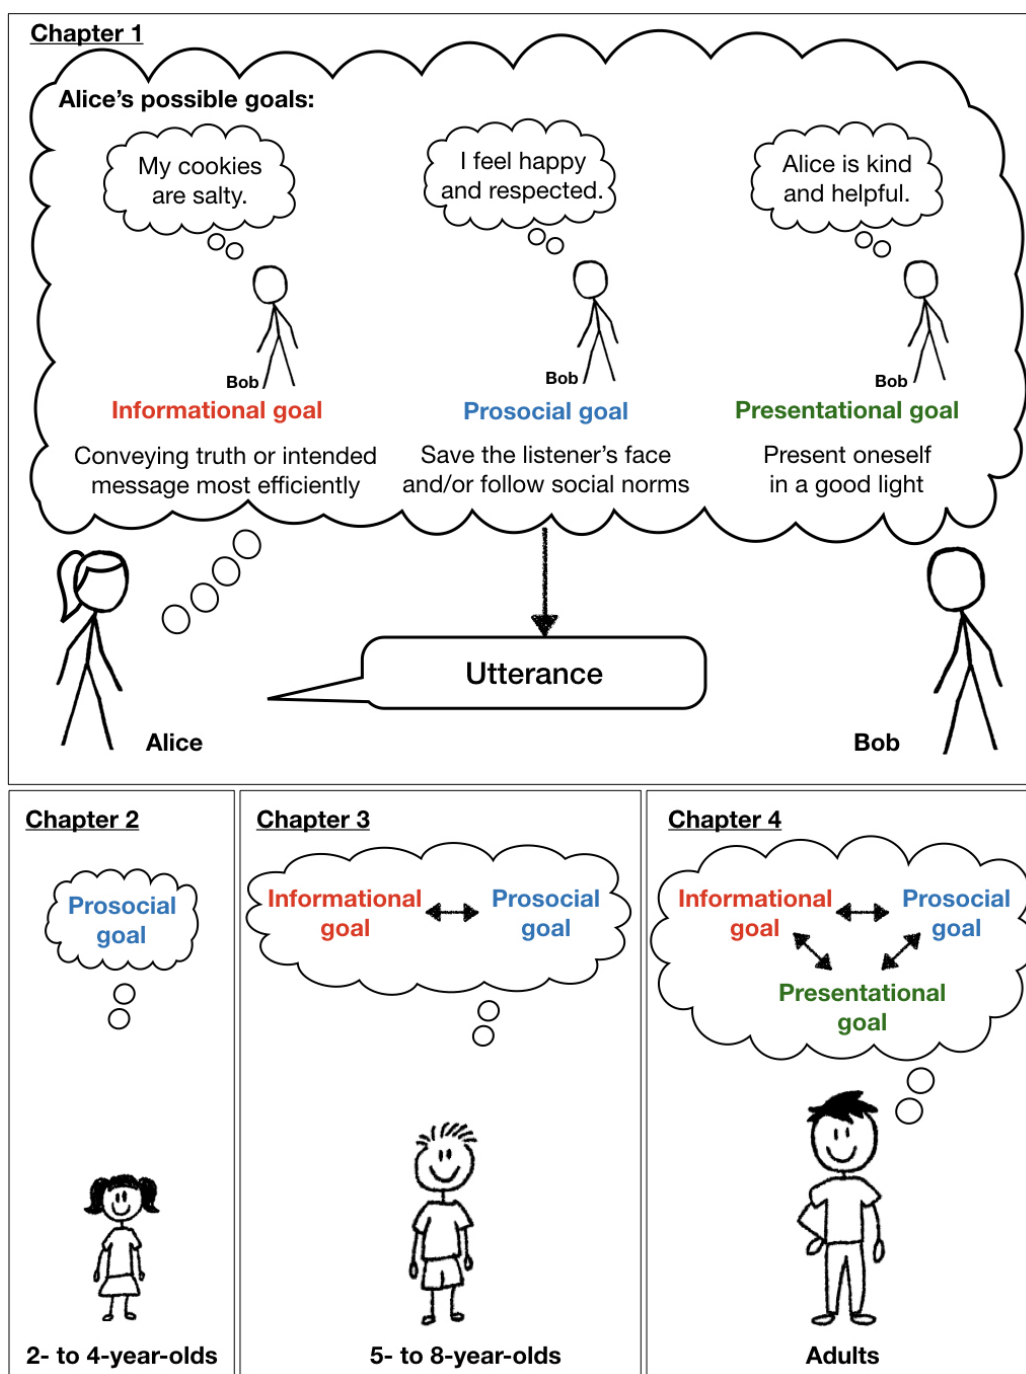 Chapter 1
Alice's possible goals:
My cookies
are salty.
I feel happy
and respected.
Alice is kind
and helpful.
Bob
Bob
Bob
Informational goal
Prosocial goal
Presentational goal
Conveying truth or intended
message most efficiently
Save the listener's face
and/or follow social norms
Present oneself
in a good light
Utterance
Alice
Bob
Chapter 2
Prosocial
goal
2- to 4-year-olds
Chapter 3
Informational
goal
Prosocial
goal
5- to 8-year-olds
Chapter 4
Informational
goal
Prosocial
goal
Presentational
goal
Adults